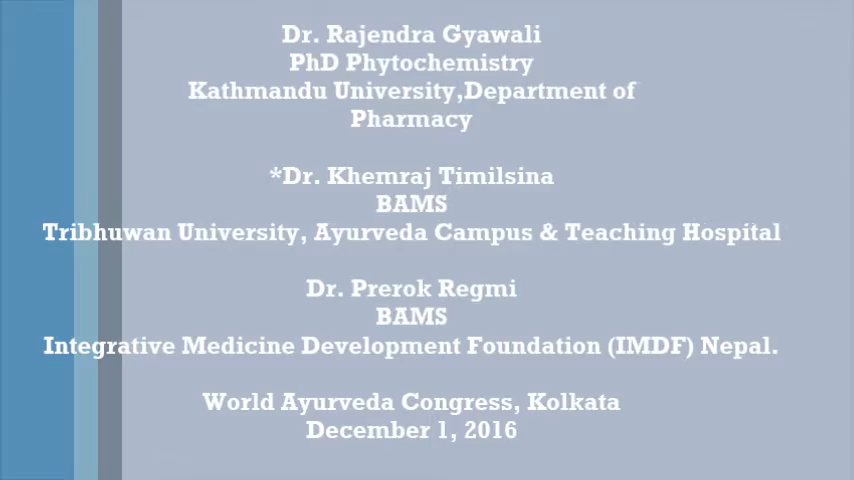 Dr. Rajendra Gyawali
PhD Phytochemistry
Kathmandu University,Department of
Pharmacy
*Dr. Khemraj Timilsina
BAMS
Tribhuwan University, Ayurveda Campus & Teaching Hospital
Dr. Prerok Regmi
BAMS
Integrative Medicine Development Foundation (IMDF) Nepal.
World Ayurveda Congress, Kolkata
December 1, 2016